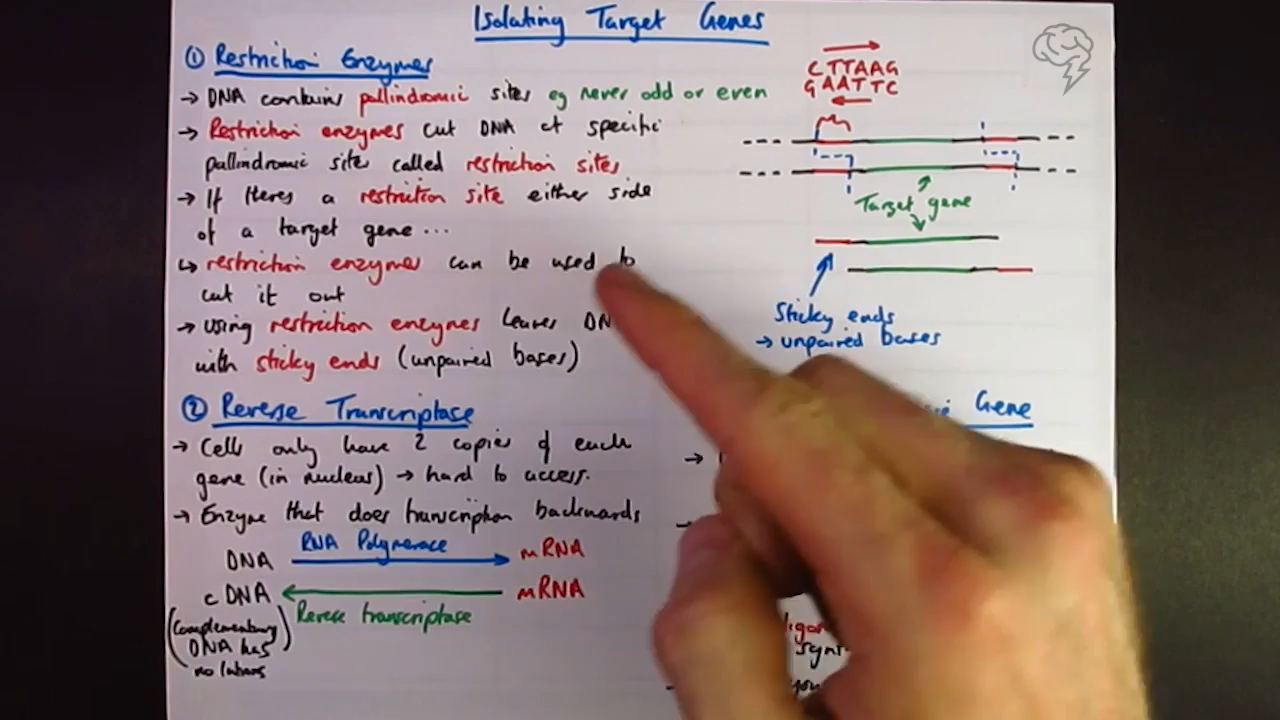 Isolating Target Genes
① Restriction Enzymes
→ DNA contains pallindromic sites eg never odd or even
→ Restriction enzymes cut DNA at specific
pallindromic site called restriction sites
→ If theres a restriction site either side
of a target gene...
↳ restriction enzymes can be used to
cut it out
→ using restriction enzymes leaves DN
with sticky ends (unpaired bases)
CTTAAG
GAATTC
Target gene
Sticky ends
→ unpaired bases
② Reverse Transcriptase
→ Cells only have 2 copies of each
gene (in nucleus) → hard to access.
→ Enzyme that does transcription backwards
DNA RNA Polymerase mRNA
cDNA Reverse transcriptase mRNA
(complementary
DNA has
no introns)
Gene